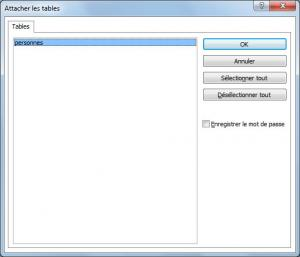 Attacher les tables
Tables
personnes
OK
Annuler
Sélectionner tout
Désélectionner tout
Enregistrer le mot de passe